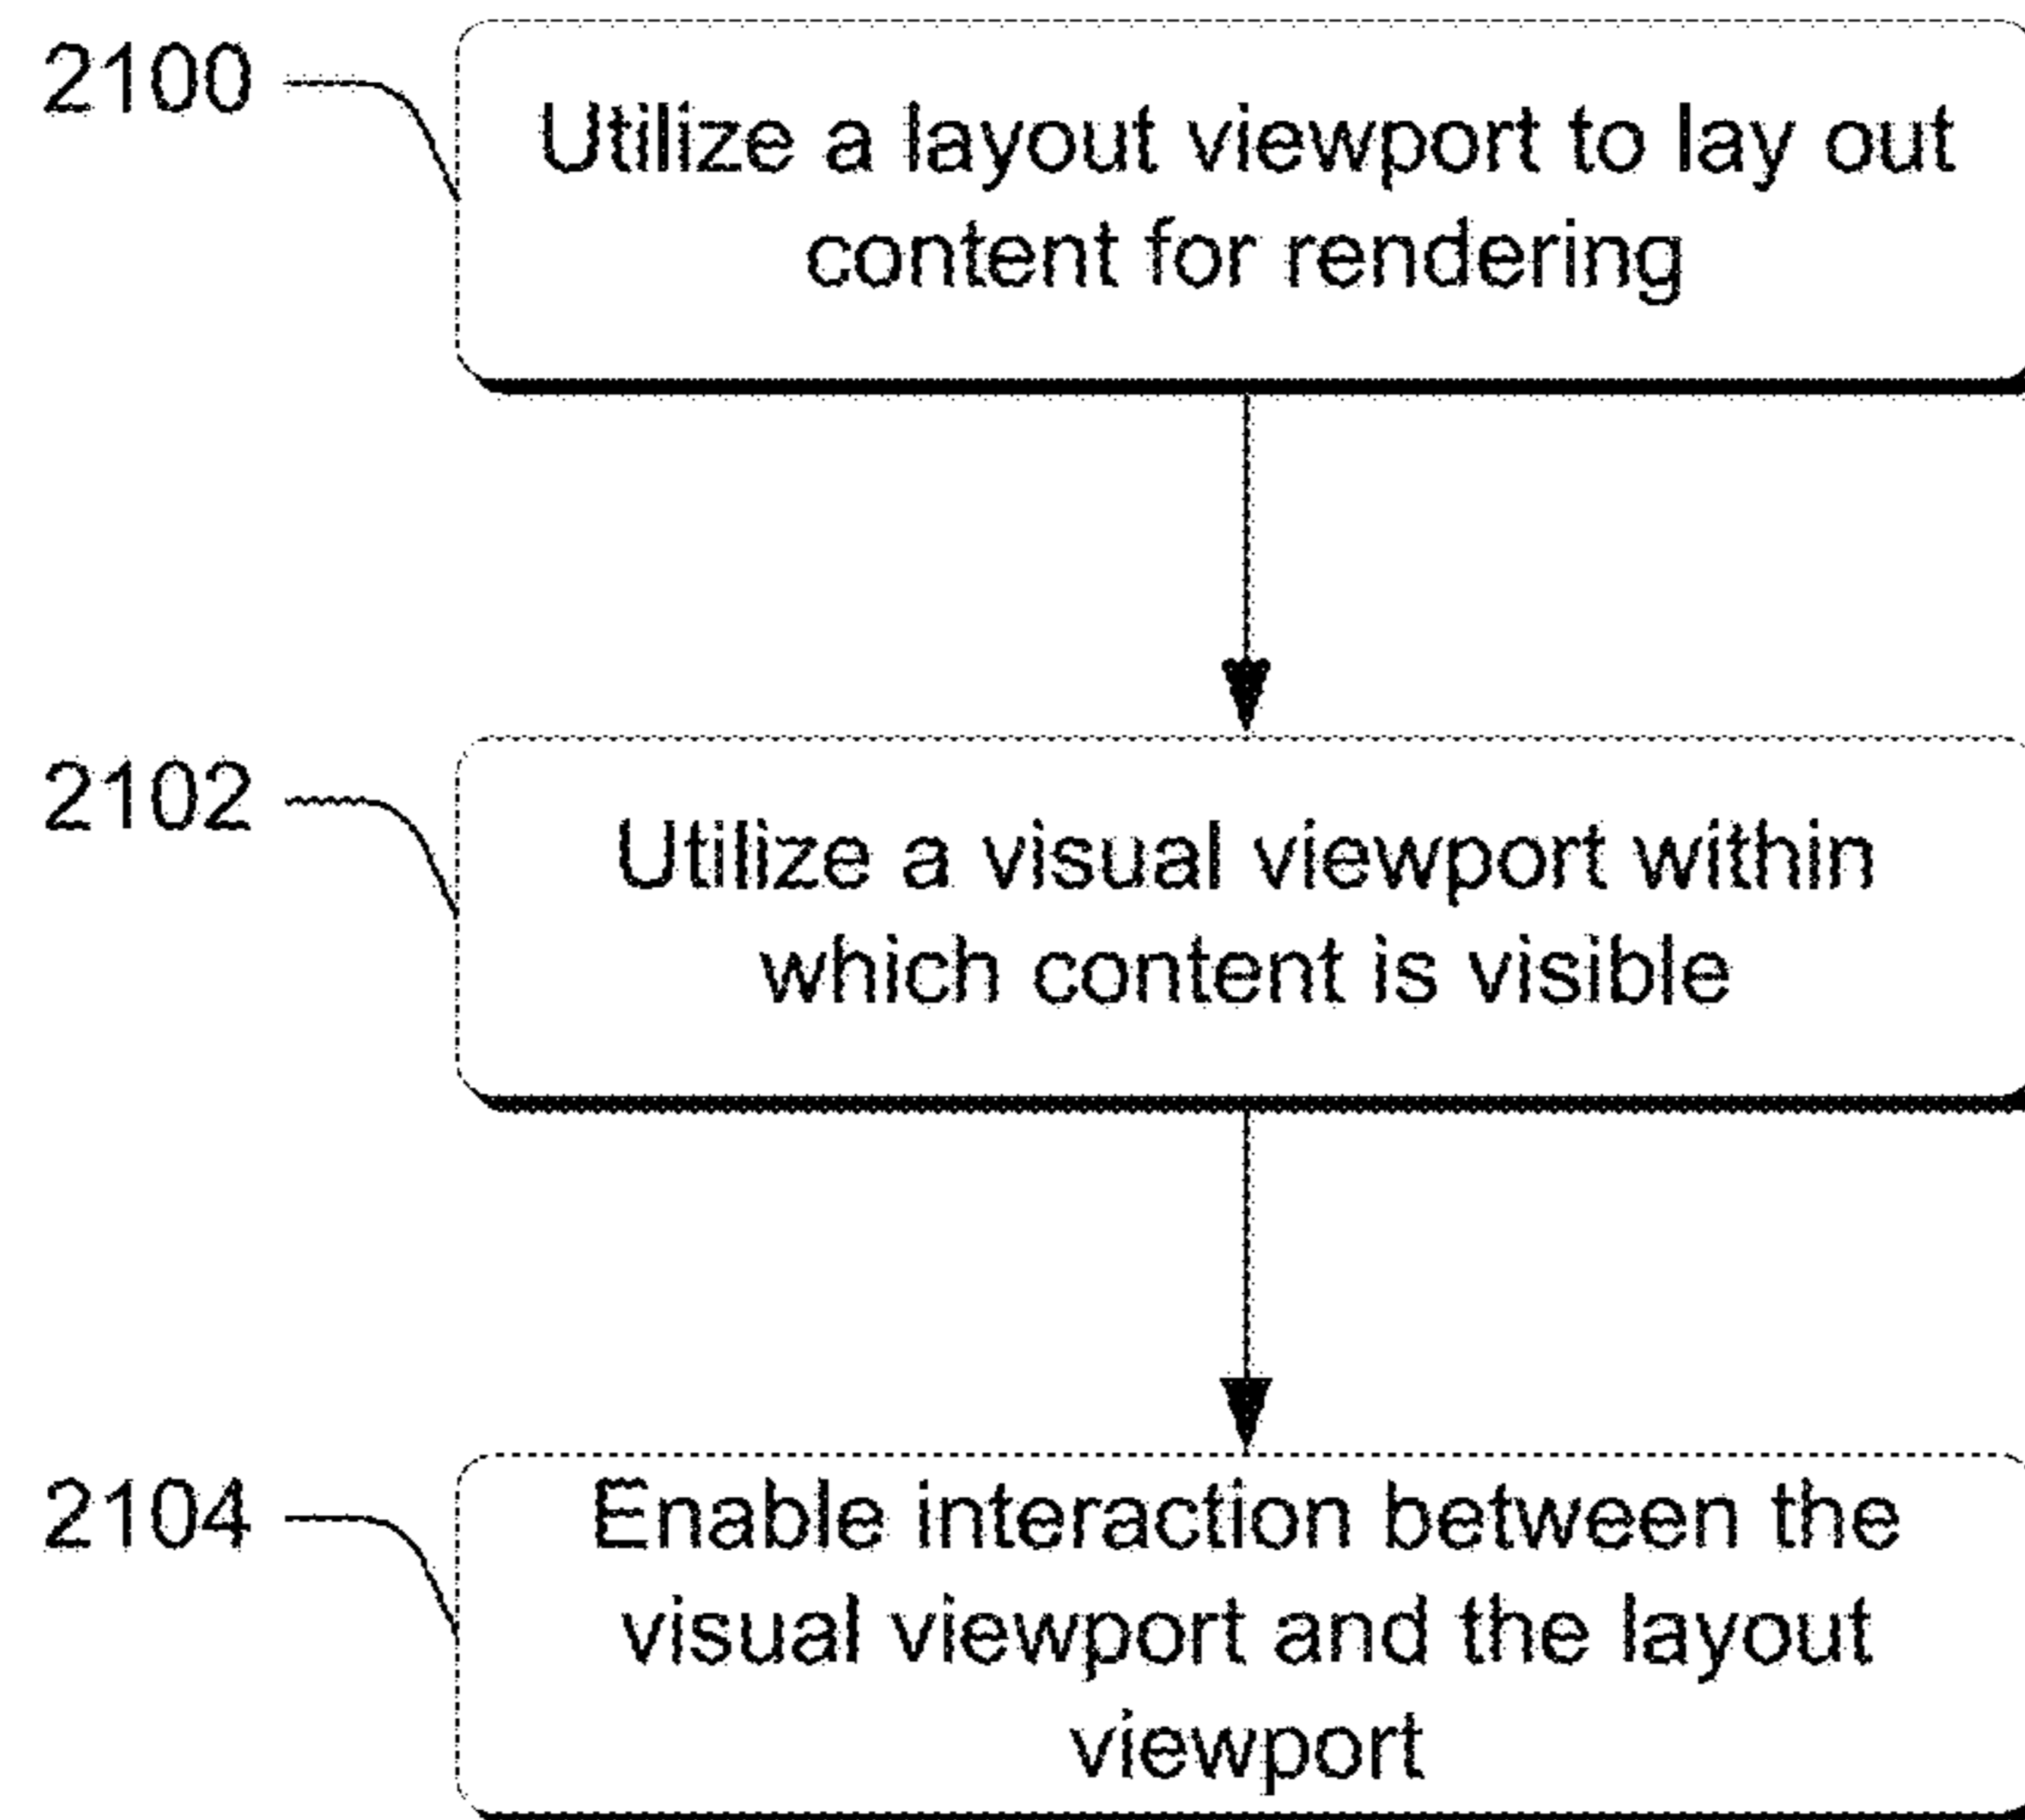 2100
Utilize a layout viewport to lay out
content for rendering
2102
Utilize a visual viewport within
which content is visible
2104
Enable interaction between the
visual viewport and the layout
viewport